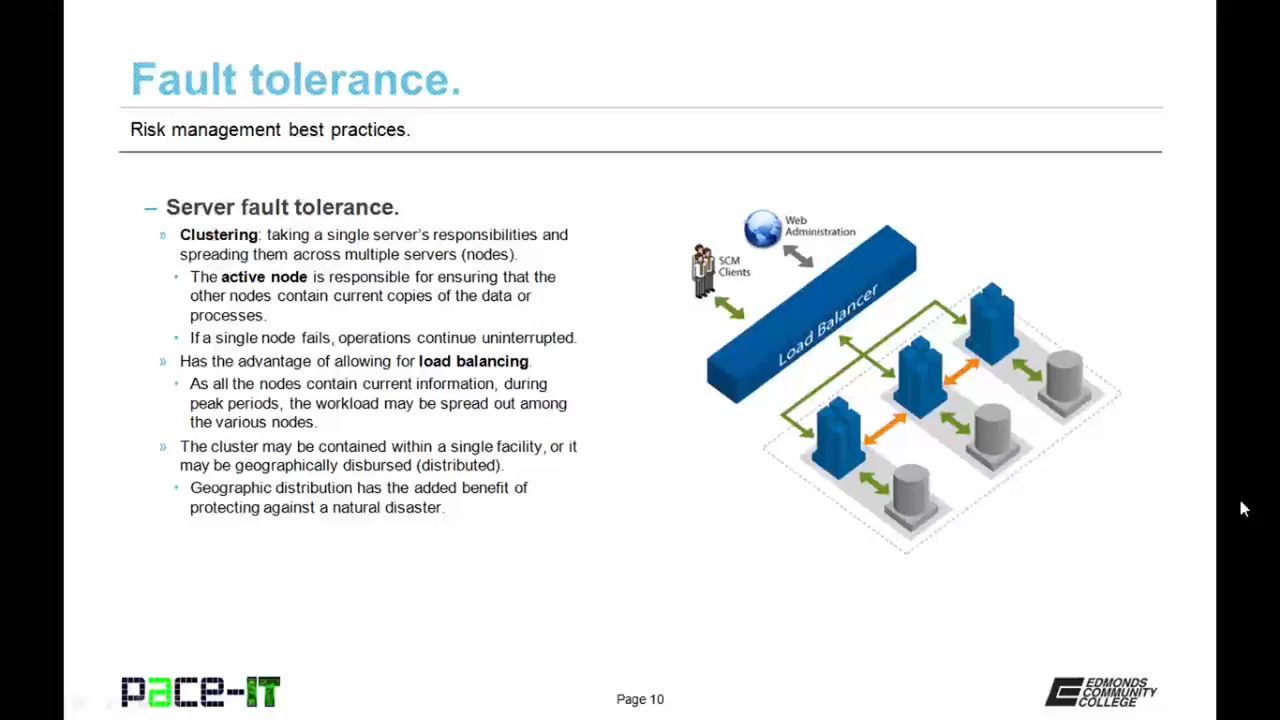 Fault tolerance.
Risk management best practices.
– Server fault tolerance.
» Clustering: taking a single server's responsibilities and
spreading them across multiple servers (nodes).
• The active node is responsible for ensuring that the
other nodes contain current copies of the data or
processes.
• If a single node fails, operations continue uninterrupted.
» Has the advantage of allowing for load balancing.
• As all the nodes contain current information, during
peak periods, the workload may be spread out among
the various nodes.
» The cluster may be contained within a single facility, or it
may be geographically disbursed (distributed).
• Geographic distribution has the added benefit of
protecting against a natural disaster.
Web
Administration
SCM
Clients
Load Balancer
pace-IT
Page 10
EDMONDS
COMMUNITY
COLLEGE